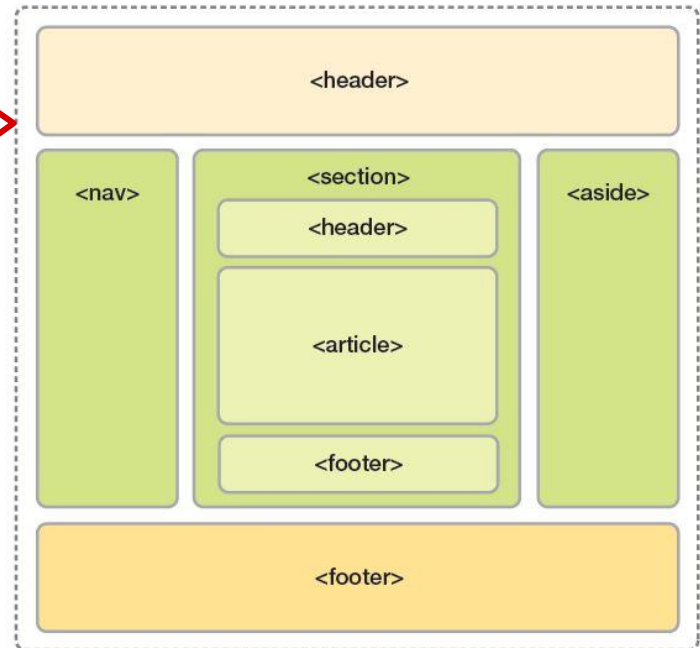 <header>
<nav>
<section>
<aside>
<header>
<article>
<footer>
<footer>